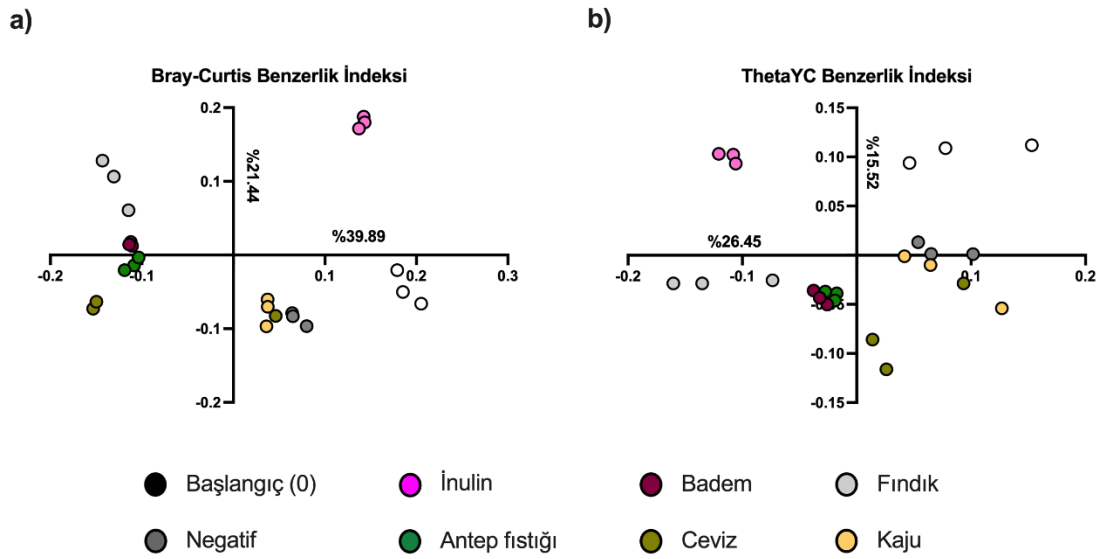 a)
Bray-Curtis Benzerlik İndeksi
0.2
0.1
%21.44
%39.89
-0.2
-0.1
0.1
0.2
0.3
-0.1
-0.2
b)
ThetaYC Benzerlik İndeksi
0.15
0.10
%15.52
0.05
%26.45
-0.2
-0.1
0.1
0.2
-0.05
-0.10
-0.15
Başlangıç (0)
İnulin
Badem
Fındık
Negatif
Antep fıstığı
Ceviz
Kaju